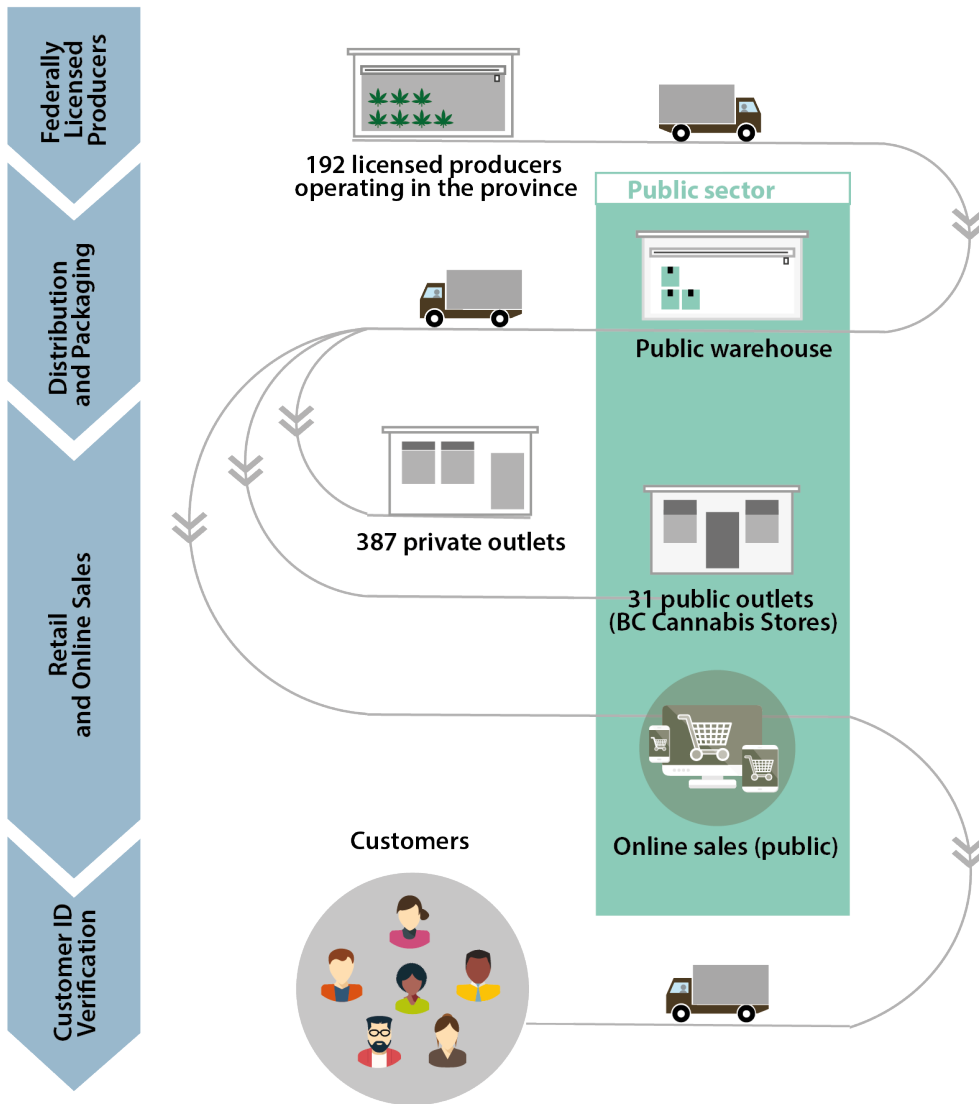 Federally
Licensed
Producers
192 licensed producers
operating in the province
Public sector
Distribution
and Packaging
Public warehouse
Retail
and Online Sales
387 private outlets
31 public outlets
(BC Cannabis Stores)
Online sales (public)
Customers
Customer ID
Verification